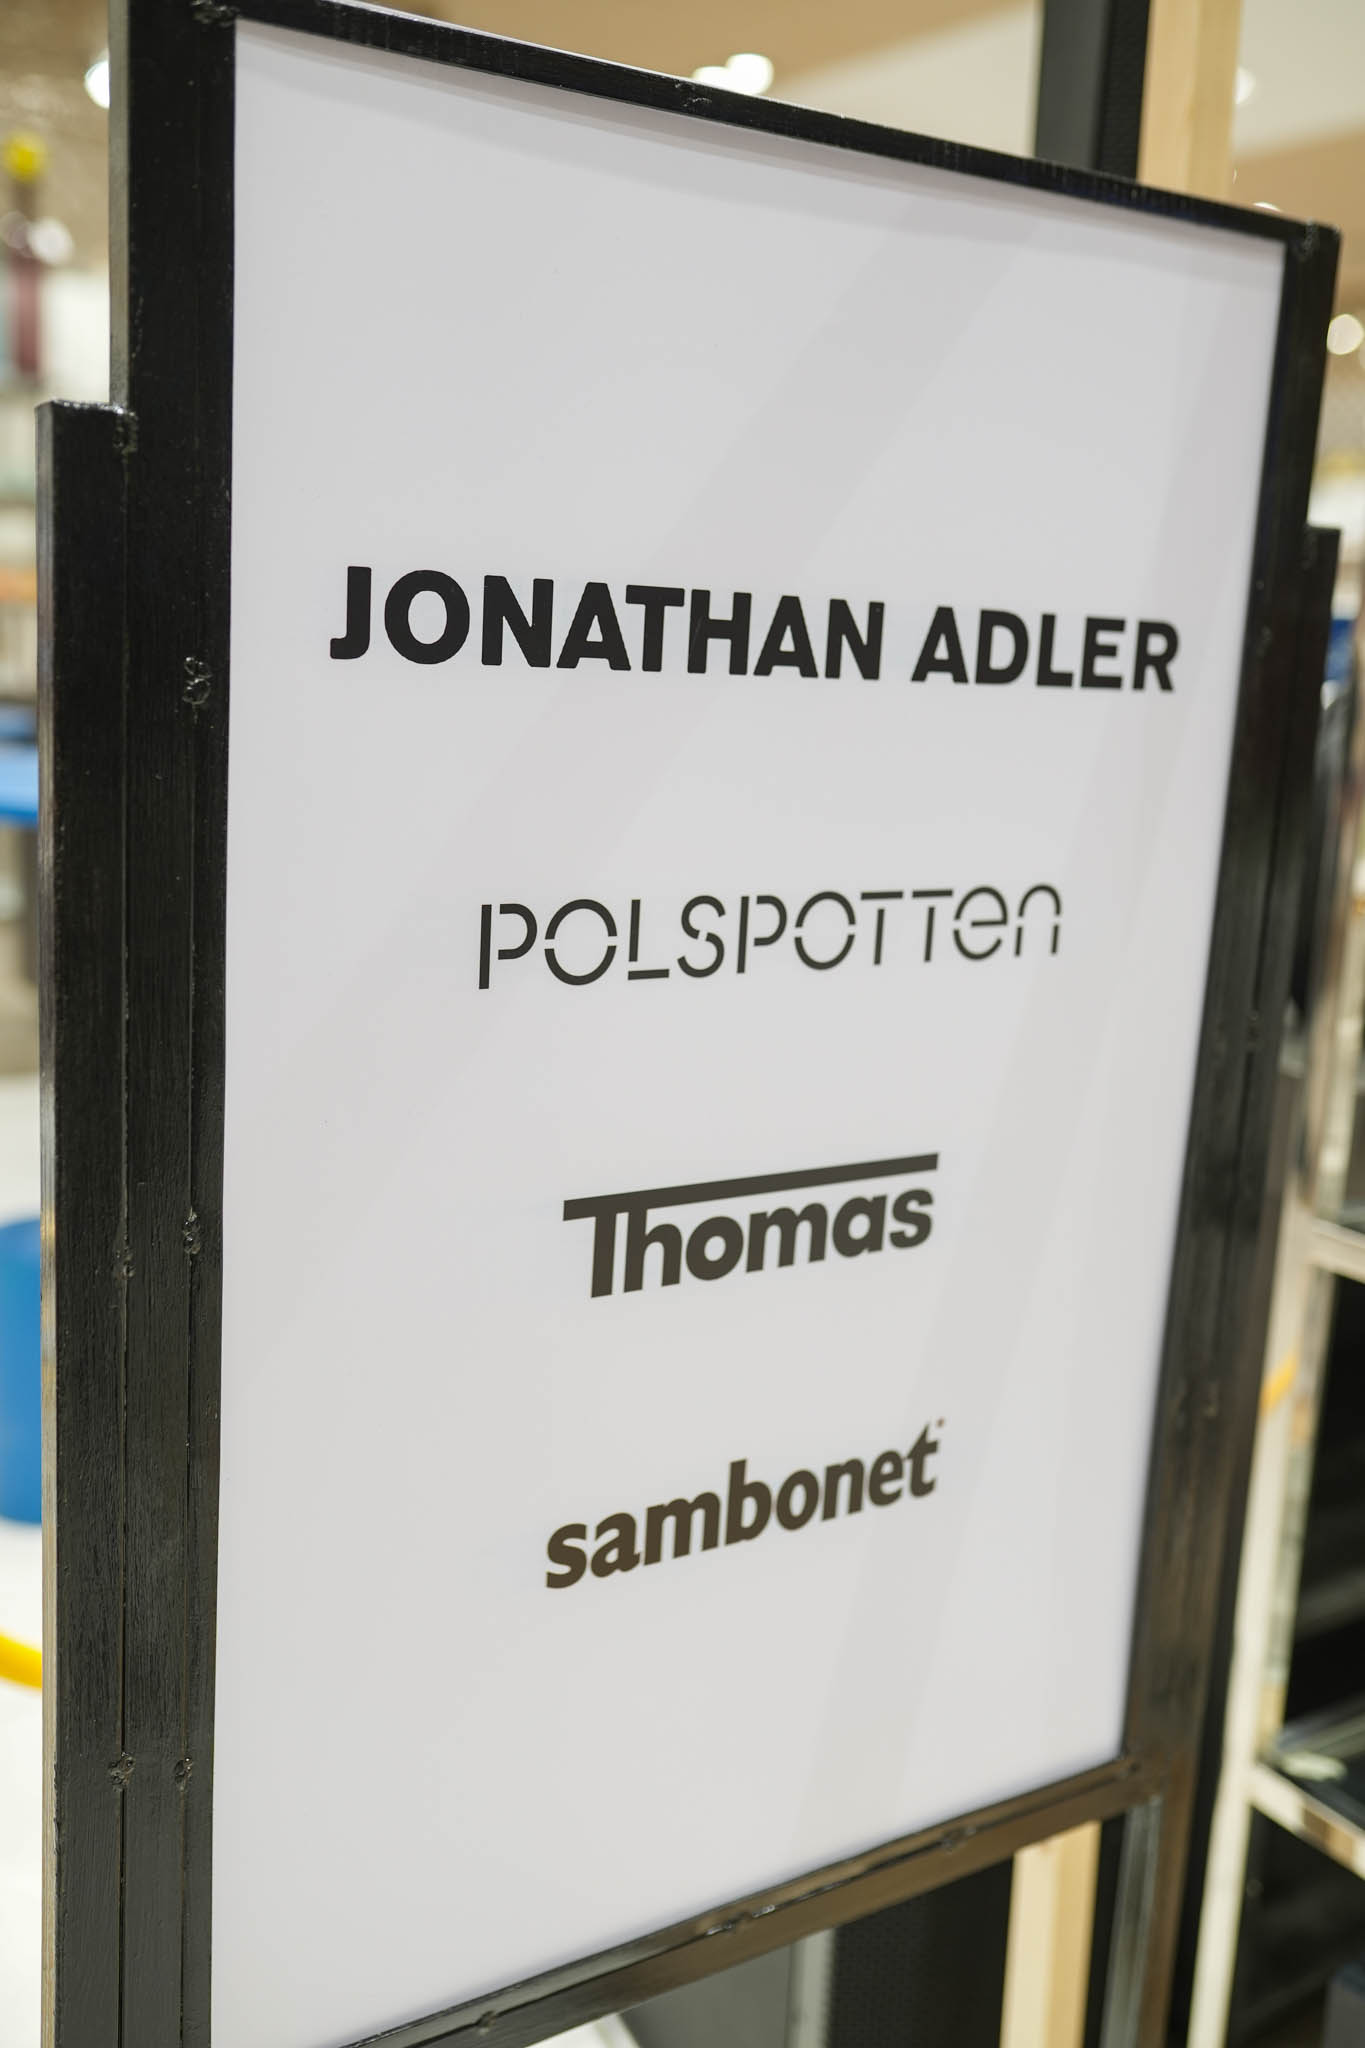 JONATHAN ADLER
POLSPOTTEN
Thomas
sambonet